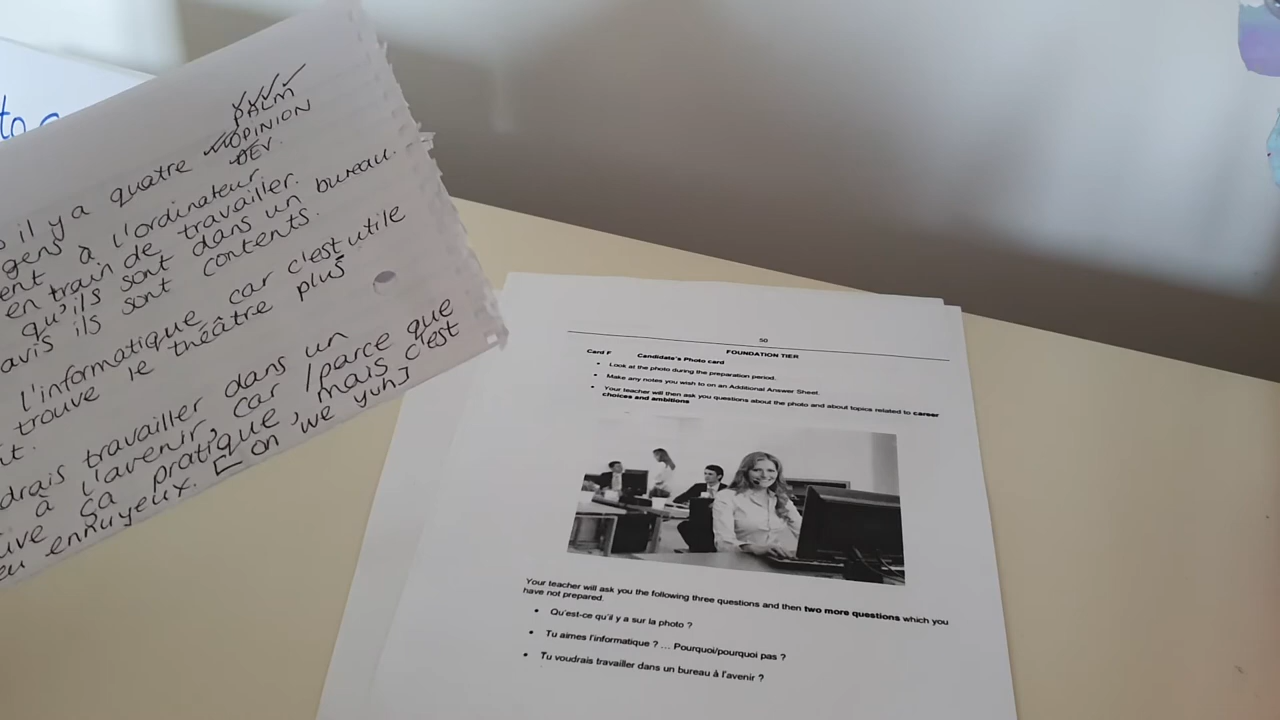 to
PALM
OPINION
DEV.
il y a quatre
gens à l'ordinateur
en train de travailler.
qu'ils sont dans un bureau.
avis ils sont contents.
l'informatique car c'est utile
trouve le théâtre plus
travailler dans un
à l'avenir, car /parce que
ça pratique, mais c'est
ennuyeux. [on we yuh]
50
FOUNDATION TIER
Card F Candidate's Photo card
• Look at the photo during the preparation period.
• Make any notes you wish to on an Additional Answer Sheet.
• Your teacher will then ask you questions about the photo and about topics related to career
choices and ambitions
Your teacher will ask you the following three questions and then two more questions which you
have not prepared.
• Qu'est-ce qu'il y a sur la photo ?
• Tu aimes l'informatique ? … Pourquoi/pourquoi pas ?
• Tu voudrais travailler dans un bureau à l'avenir ?